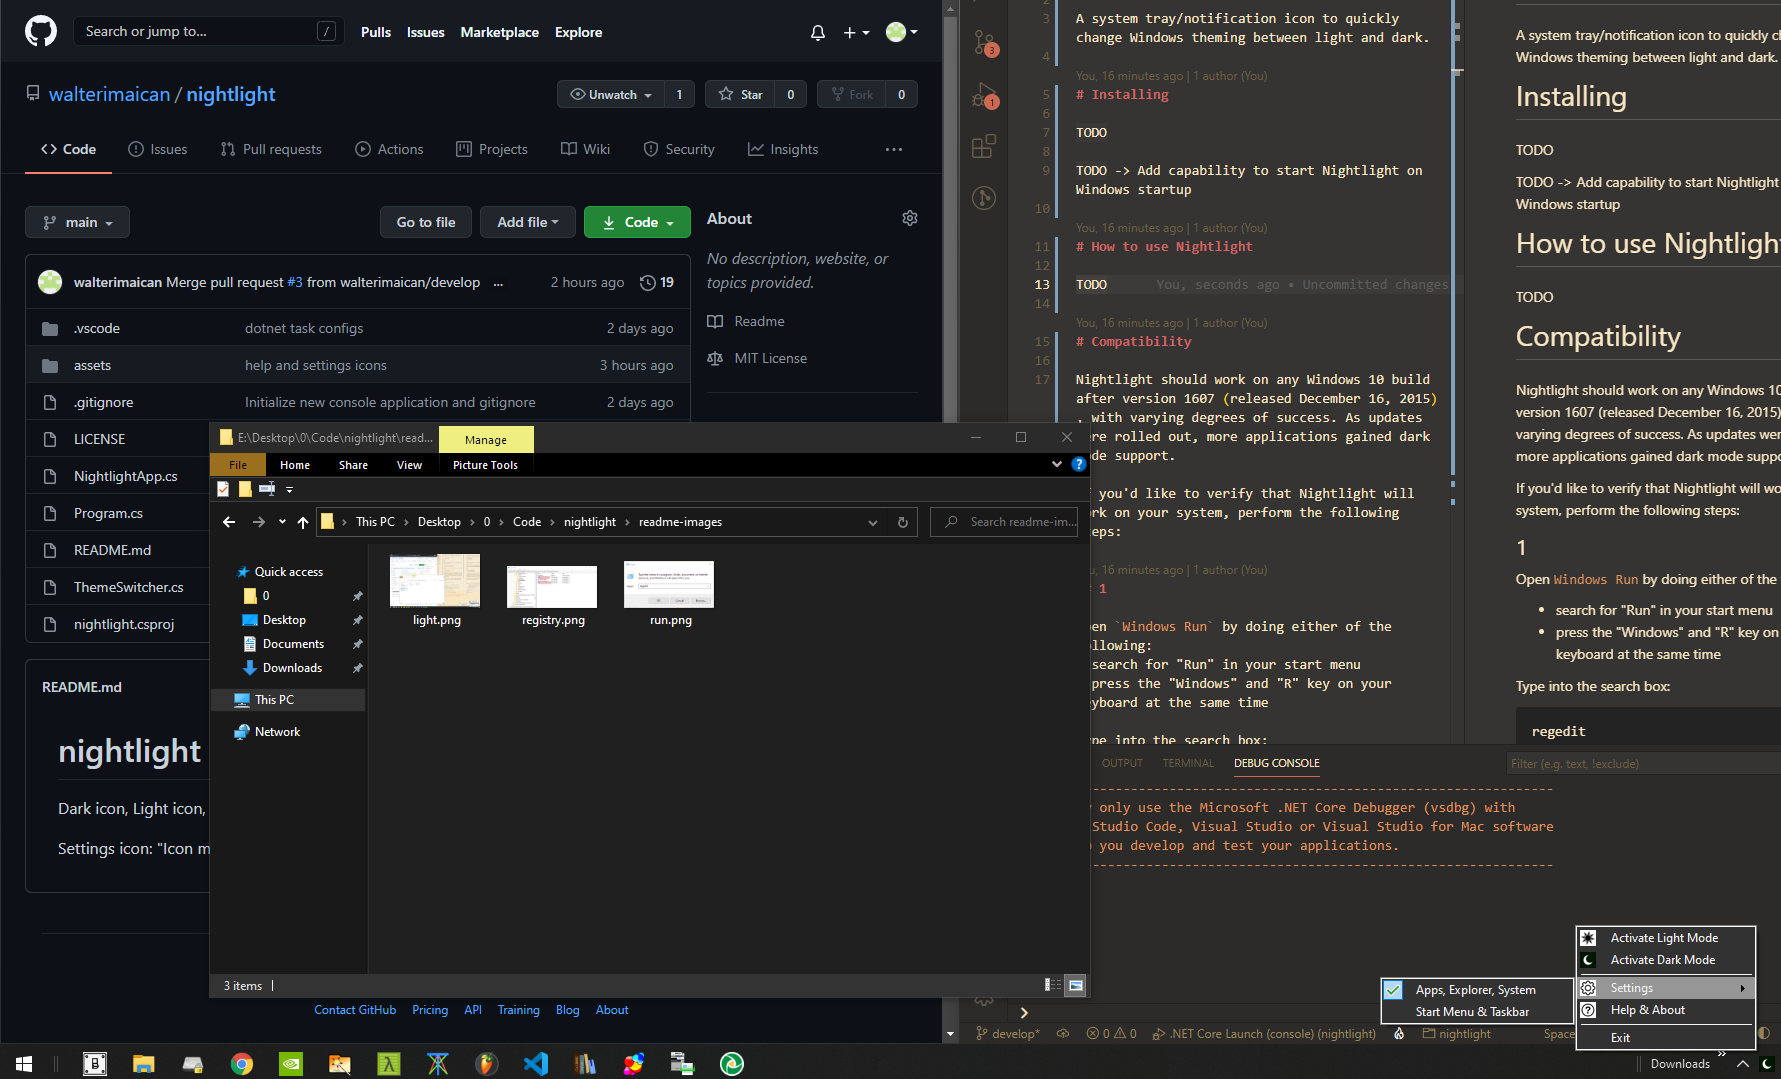 Search or jump to...
/
Pulls
Issues
Marketplace
Explore
walterimaican / nightlight
Unwatch
1
Star
0
Fork
0
Code
Issues
Pull requests
Actions
Projects
Wiki
Security
Insights
main
Go to file
Add file
Code
About
No description, website, or
topics provided.
Readme
MIT License
walterimaican Merge pull request #3 from walterimaican/develop ...
2 hours ago
19
.vscode
dotnet task configs
2 days ago
assets
help and settings icons
3 hours ago
.gitignore
Initialize new console application and gitignore
2 days ago
LICENSE
NightlightApp.cs
Program.cs
README.md
ThemeSwitcher.cs
nightlight.csproj
README.md
nightlight
Dark icon, Light icon,
Settings icon: "Icon m
Contact GitHub
Pricing
API
Training
Blog
About
E:\Desktop\0\Code\nightlight\read...
Manage
File
Home
Share
View
Picture Tools
This PC
Desktop
0
Code
nightlight
readme-images
Search readme-im...
Quick access
0
Desktop
Documents
Downloads
This PC
Network
light.png
registry.png
run.png
3 items
3
1
3
A system tray/notification icon to quickly
change Windows theming between light and dark.
4
You, 16 minutes ago | 1 author (You)
5
# Installing
6
7
TODO
8
9
TODO -> Add capability to start Nightlight on
Windows startup
10
You, 16 minutes ago | 1 author (You)
11
# How to use Nightlight
12
13
TODO
You, seconds ago • Uncommitted changes
14
You, 16 minutes ago | 1 author (You)
15
# Compatibility
16
17
Nightlight should work on any Windows 10 build
after version 1607 (released December 16, 2015)
, with varying degrees of success. As updates
ere rolled out, more applications gained dark
de support.
you'd like to verify that Nightlight will
rk on your system, perform the following
teps:
u, 16 minutes ago | 1 author (You)
1
en `Windows Run` by doing either of the
llowing:
search for "Run" in your start menu
press the "Windows" and "R" key on your
eyboard at the same time
pe into the search box:
A system tray/notification icon to quickly c
Windows theming between light and dark.
Installing
TODO
TODO -> Add capability to start Nightlight
Windows startup
How to use Nightligh
TODO
Compatibility
Nightlight should work on any Windows 10
version 1607 (released December 16, 2015)
varying degrees of success. As updates wer
more applications gained dark mode suppo
If you'd like to verify that Nightlight will wo
system, perform the following steps:
1
Open Windows Run by doing either of the
• search for "Run" in your start menu
• press the "Windows" and "R" key on
keyboard at the same time
Type into the search box:
regedit
OUTPUT
TERMINAL
DEBUG CONSOLE
Filter (e.g. text, !exclude)
only use the Microsoft .NET Core Debugger (vsdbg) with
Studio Code, Visual Studio or Visual Studio for Mac software
you develop and test your applications.
Activate Light Mode
Activate Dark Mode
Settings
Help & About
Exit
Apps, Explorer, System
Start Menu & Taskbar
develop*
0
0
.NET Core Launch (console) (nightlight)
nightlight
Space
Downloads